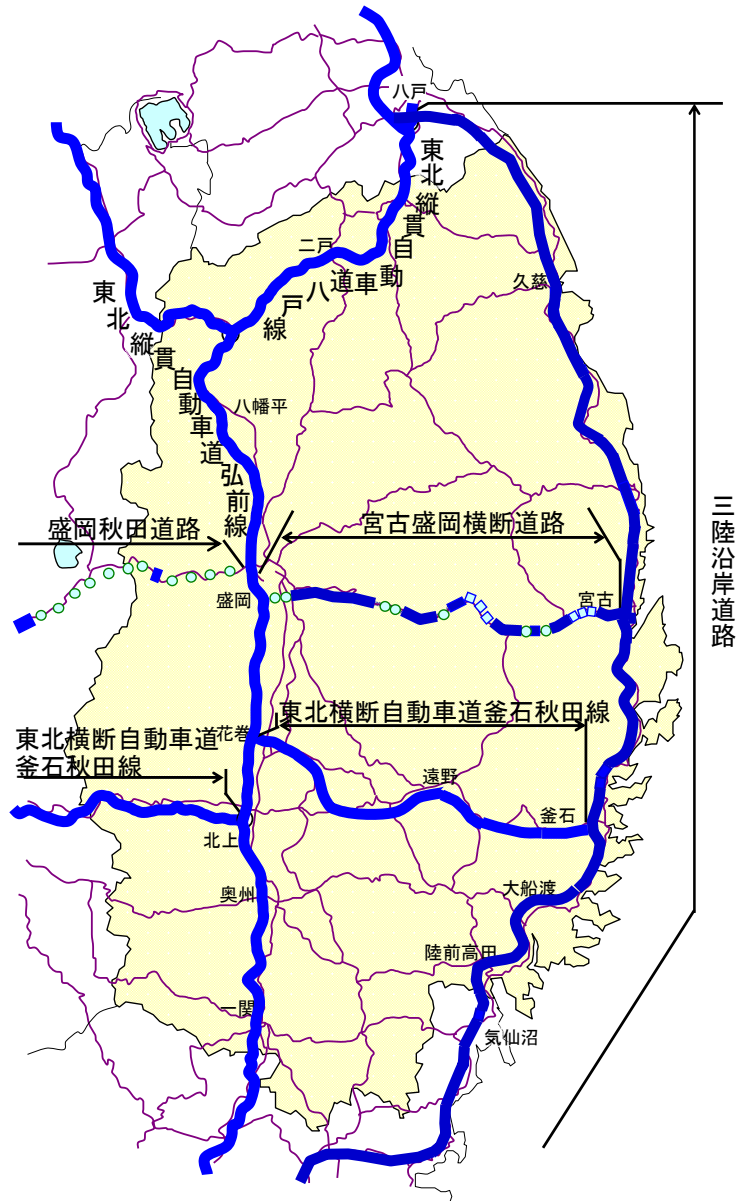 八戸
東北縦貫自動車道八戸線
二戸
久慈
東北縦貫自動車道弘前線
八幡平
盛岡秋田道路
宮古盛岡横断道路
三陸沿岸道路
盛岡
宮古
東北横断自動車道釜石秋田線
花巻
東北横断自動車道
釜石秋田線
遠野
釜石
北上
大船渡
奥州
陸前高田
一関
気仙沼